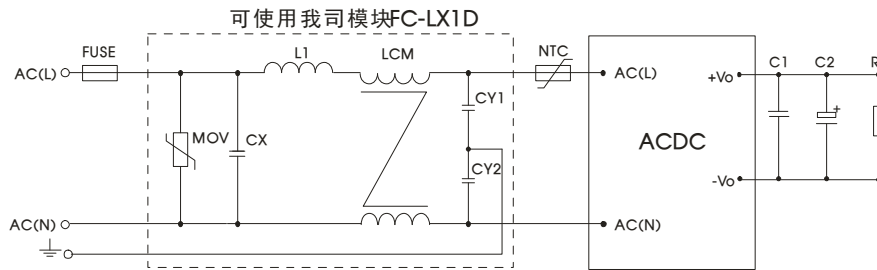 可使用我司模块FC-LX1D
FUSE
L1
LCM
NTC
C1
C2
R
AC(L)
AC(L)
+Vo
+
CY1
MOV
CX
ACDC
CY2
-Vo
AC(N)
AC(N)